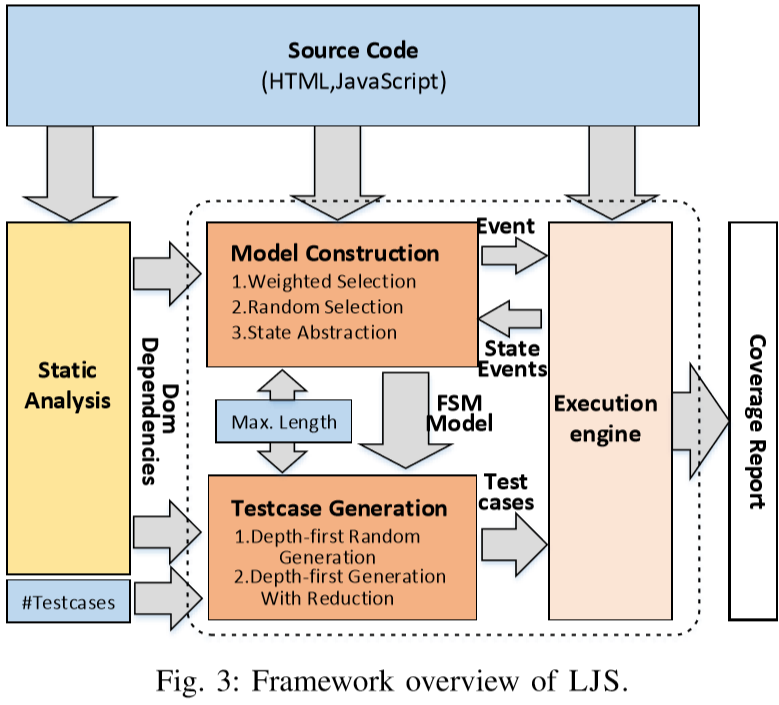 Source Code
(HTML,JavaScript)
Static
Analysis
#Testcases
Dom
Dependencies
Model Construction
1.Weighted Selection
2.Random Selection
3.State Abstraction
Event
State
Events
Max. Length
FSM
Model
Testcase Generation
1.Depth-first Random
Generation
2.Depth-first Generation
With Reduction
Test
cases
Execution
engine
Coverage Report
Fig. 3: Framework overview of LJS.